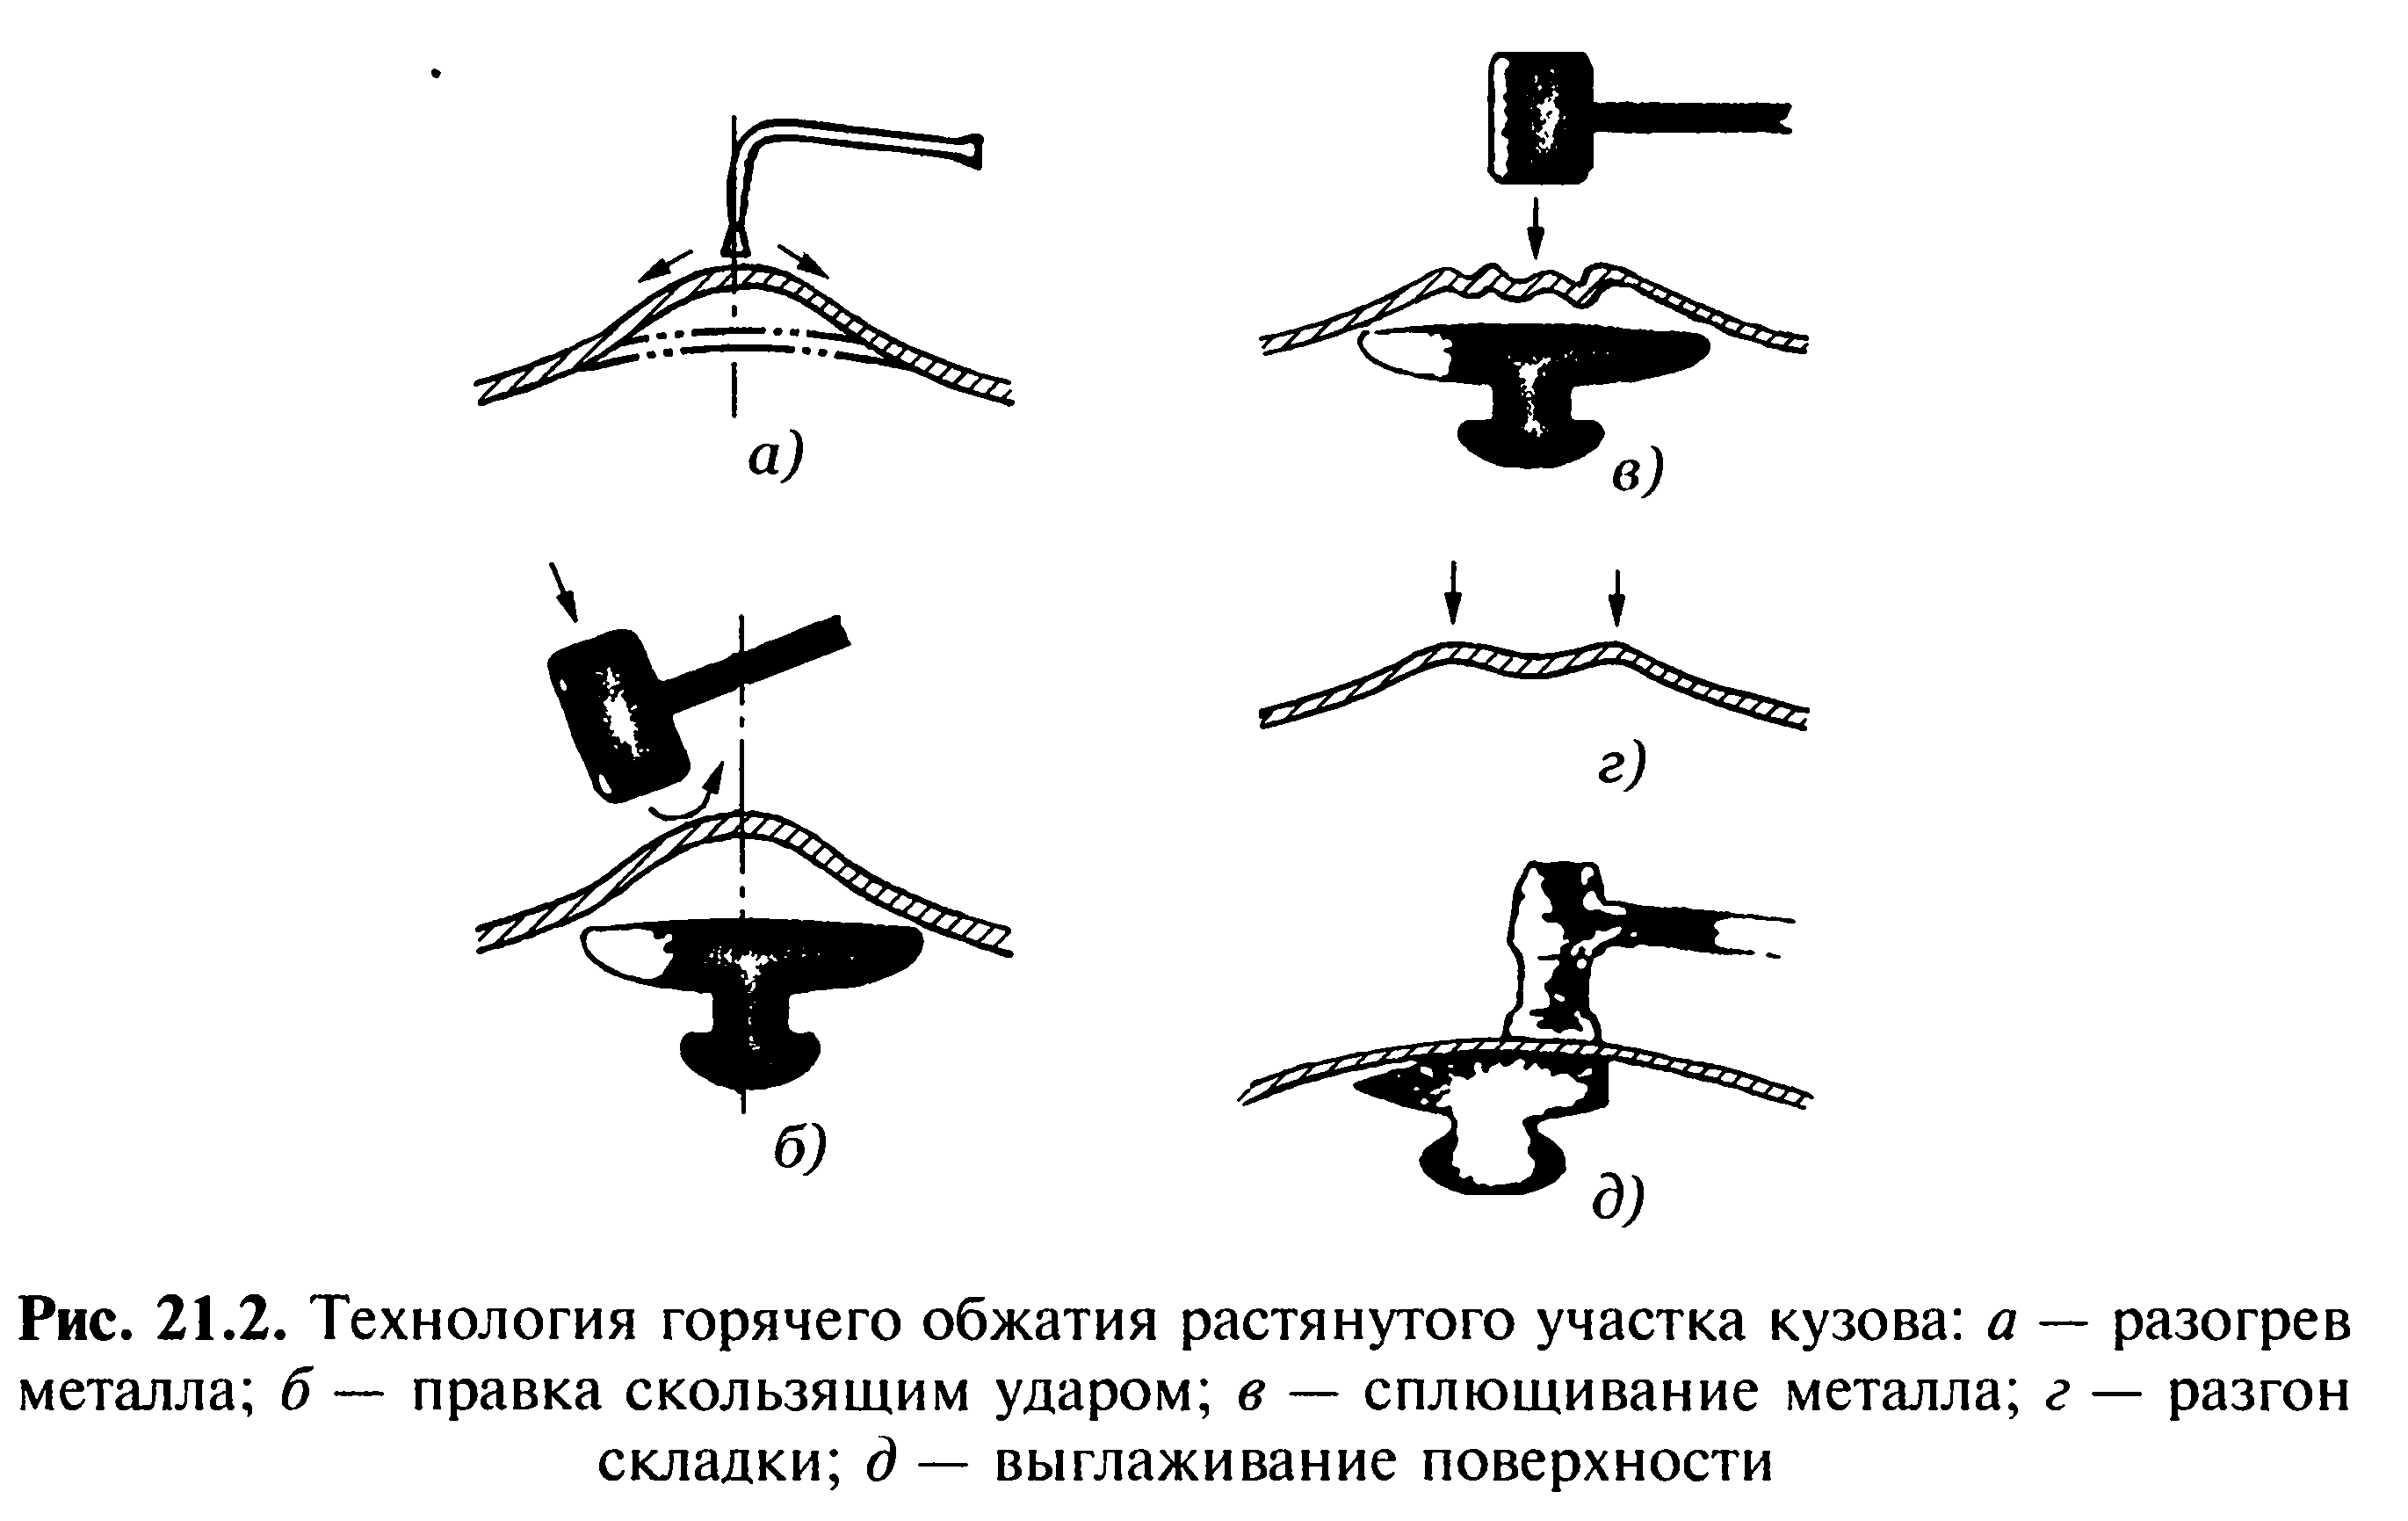 а)
в)
б)
г)
д)
Рис. 21.2. Технология горячего обжатия растянутого участка кузова: а — разогрев
металла; б — правка скользящим ударом; в — сплющивание металла; г — разгон
складки; д — выглаживание поверхности